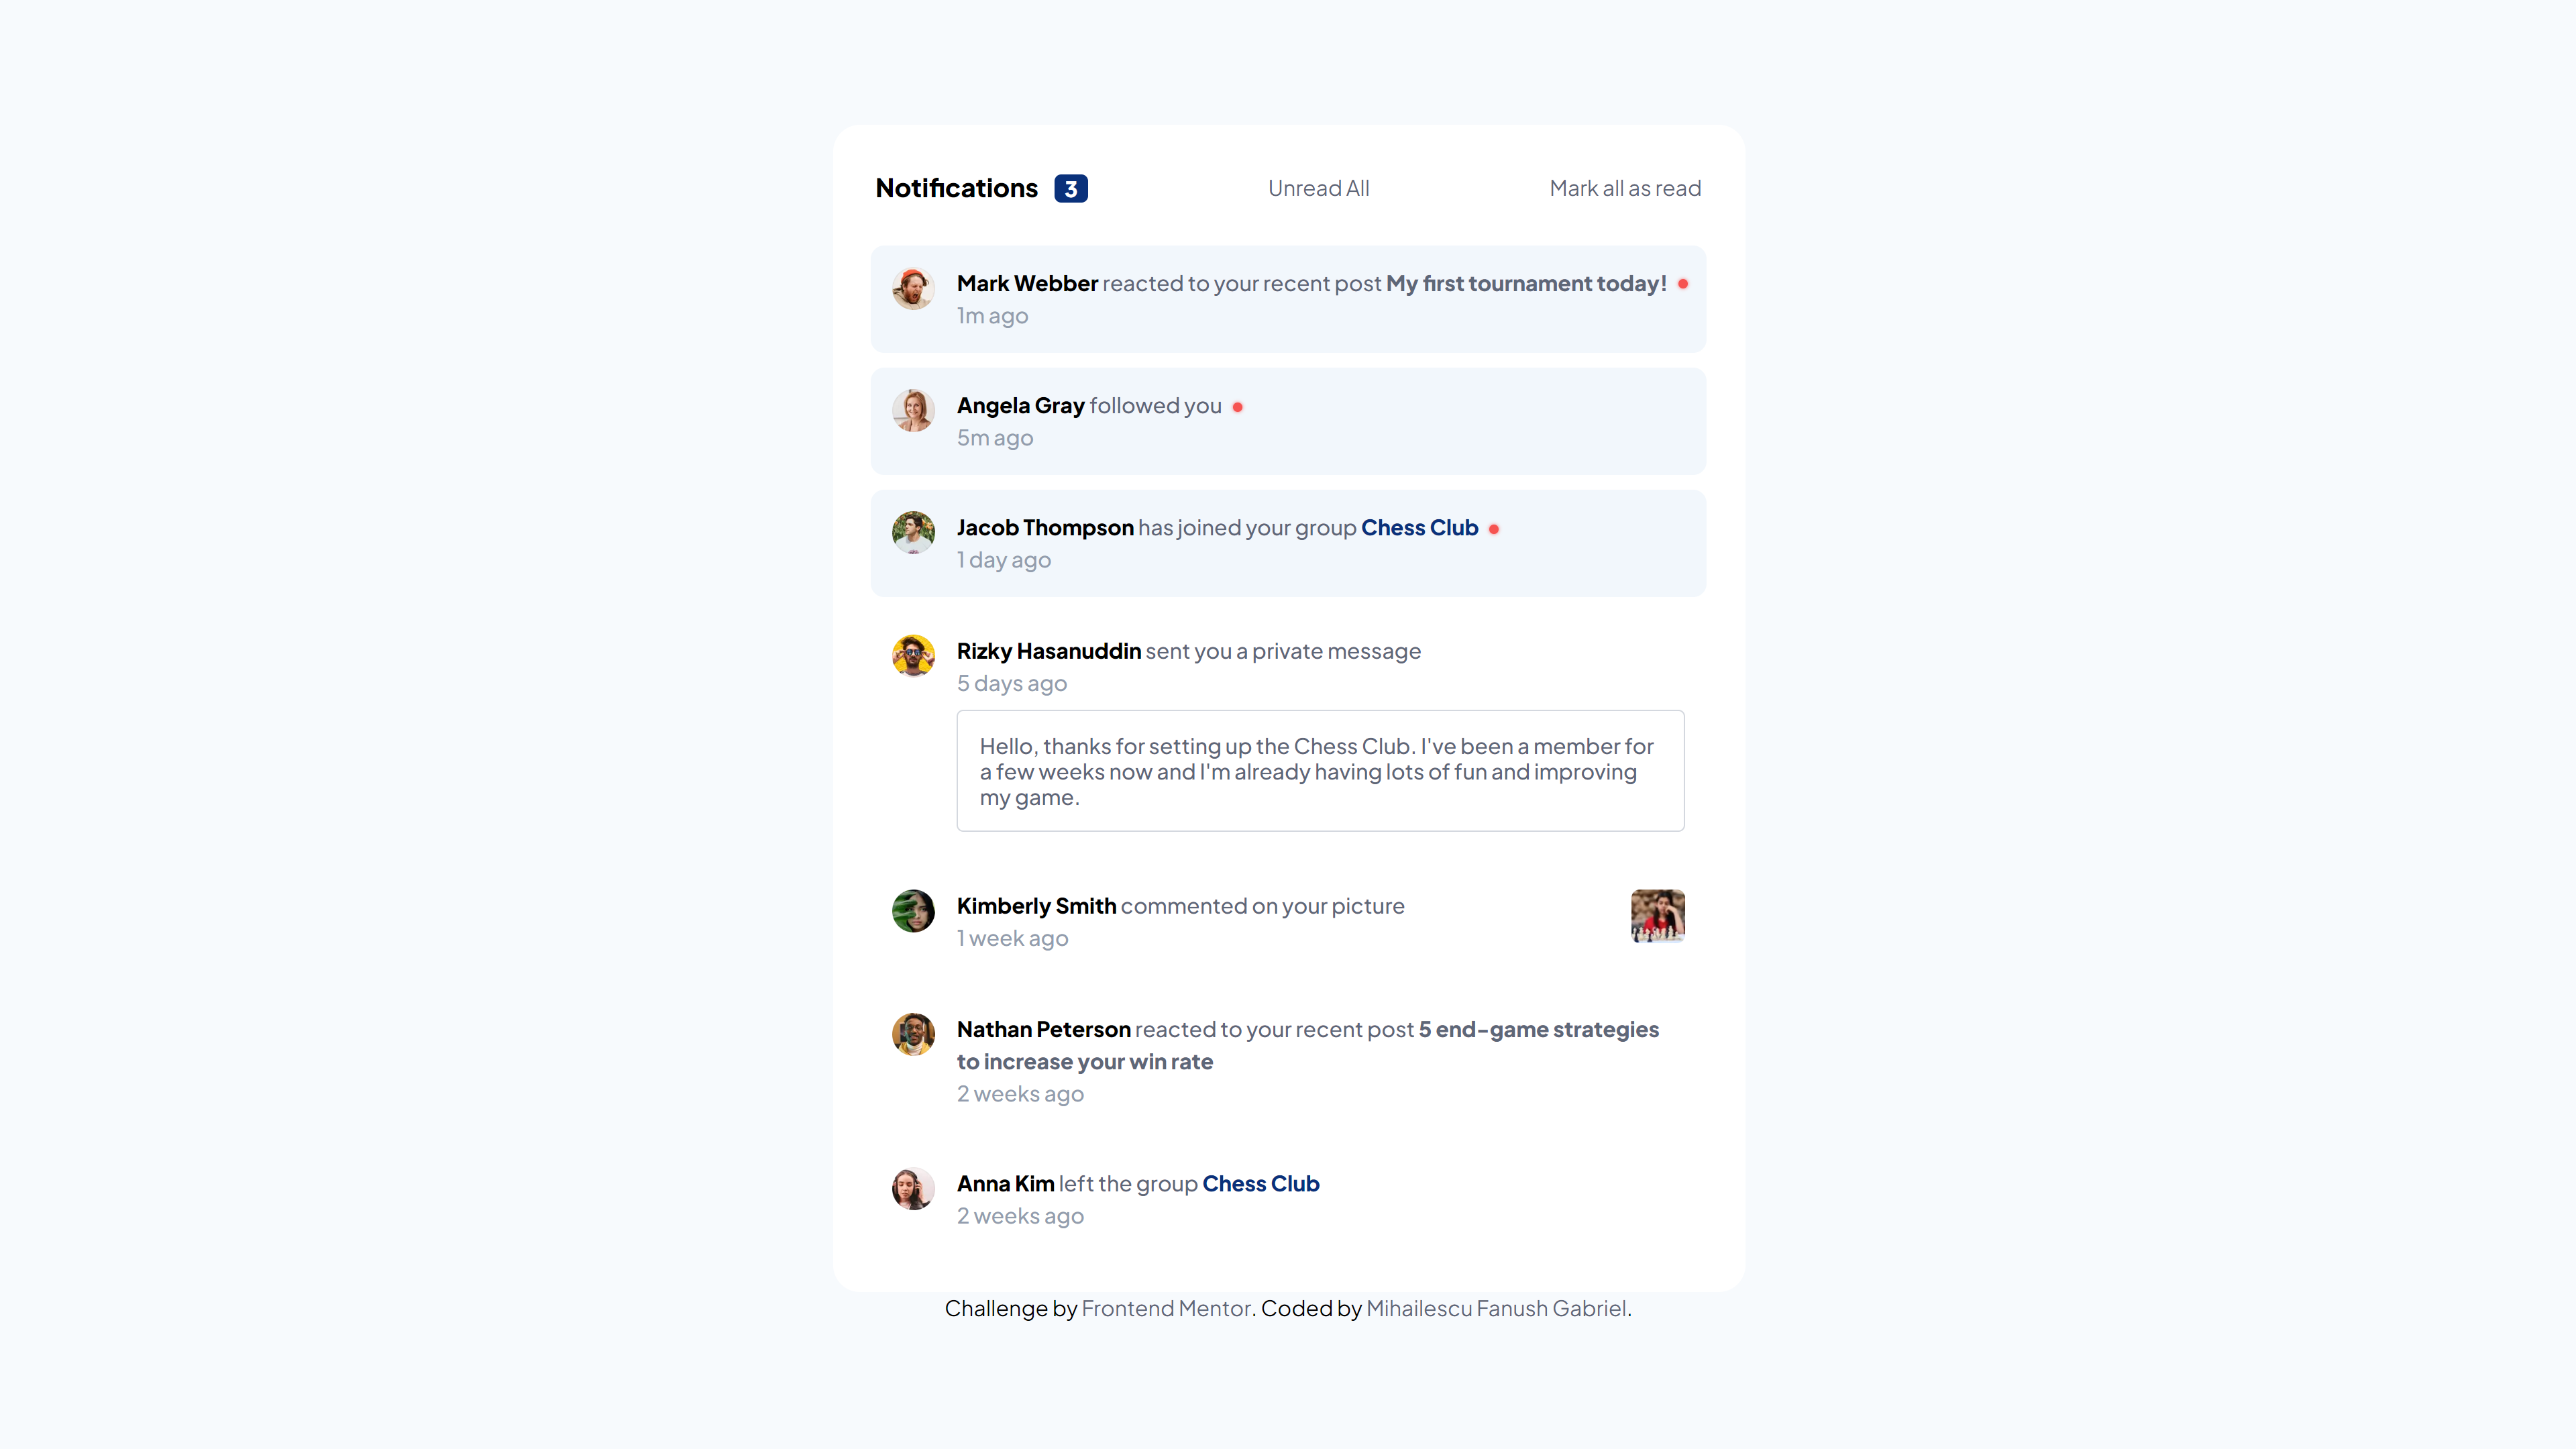 Notifications 3 Unread All Mark all as read
Mark Webber reacted to your recent post My first tournament today!
1m ago
Angela Gray followed you
5m ago
Jacob Thompson has joined your group Chess Club
1 day ago
Rizky Hasanuddin sent you a private message
5 days ago
Hello, thanks for setting up the Chess Club. I've been a member for
a few weeks now and I'm already having lots of fun and improving
my game.
Kimberly Smith commented on your picture
1 week ago
Nathan Peterson reacted to your recent post 5 end-game strategies
to increase your win rate
2 weeks ago
Anna Kim left the group Chess Club
2 weeks ago
Challenge by Frontend Mentor. Coded by Mihailescu Fanush Gabriel.